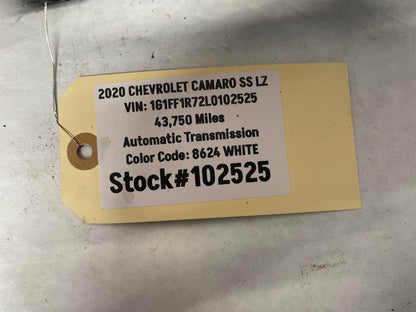 2020 CHEVROLET CAMARO SS LZ
VIN: 1G1FF1R72L0102525
43,750 Miles
Automatic Transmission
Color Code: 8624 WHITE
Stock#102525